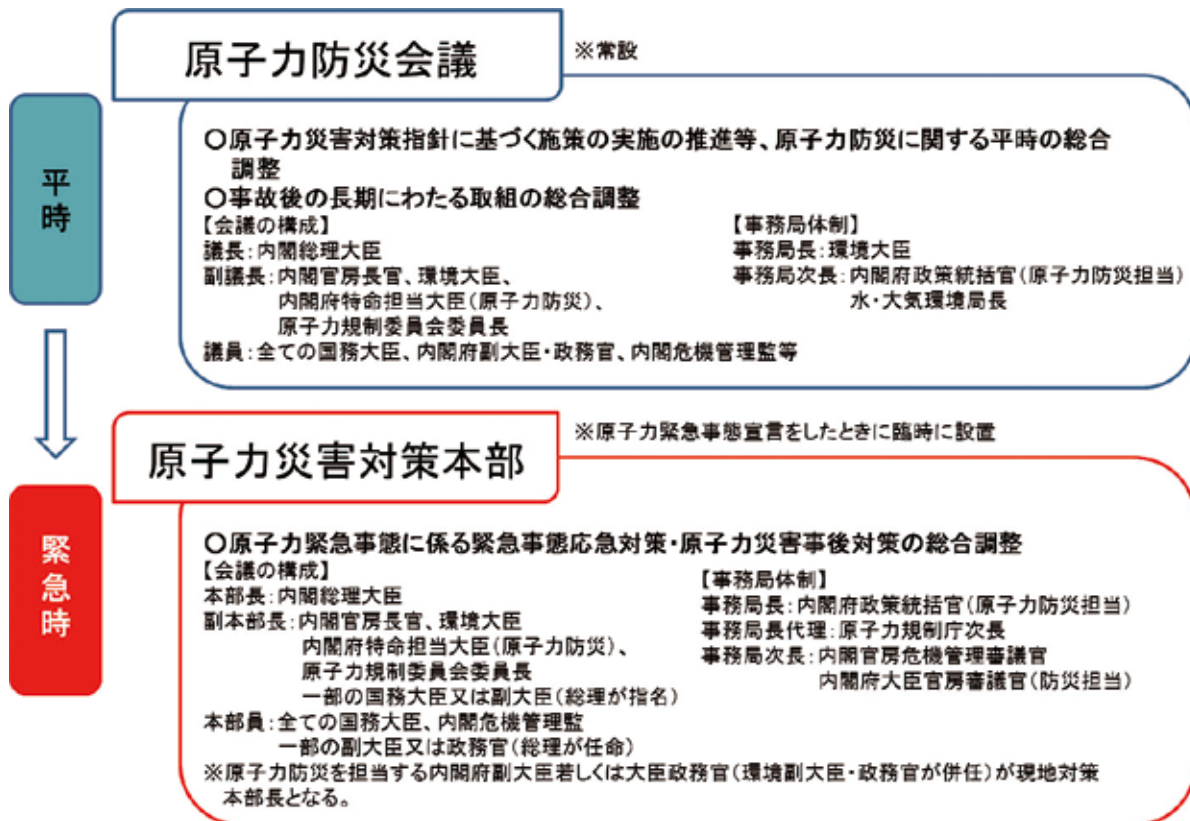 原子力防災会議
※常設
平時
〇原子力災害対策指針に基づく施策の実施の推進等、原子力防災に関する平時の総合
調整
〇事故後の長期にわたる取組の総合調整
【会議の構成】
議長:内閣総理大臣
副議長:内閣官房長官、環境大臣、
内閣府特命担当大臣(原子力防災)、
原子力規制委員会委員長
議員:全ての国務大臣、内閣府副大臣・政務官、内閣危機管理監等
【事務局体制】
事務局長:環境大臣
事務局次長:内閣府政策統括官(原子力防災担当)
水・大気環境局長
原子力災害対策本部
※原子力緊急事態宣言をしたときに臨時に設置
緊急時
〇原子力緊急事態に係る緊急事態応急対策・原子力災害事後対策の総合調整
【会議の構成】
本部長:内閣総理大臣
副本部長:内閣官房長官、環境大臣
内閣府特命担当大臣(原子力防災)、
原子力規制委員会委員長
一部の国務大臣又は副大臣(総理が指名)
本部員:全ての国務大臣、内閣危機管理監
一部の副大臣又は政務官(総理が任命)
【事務局体制】
事務局長:内閣府政策統括官(原子力防災担当)
事務局長代理:原子力規制庁次長
事務局次長:内閣官房危機管理審議官
内閣府大臣官房審議官(防災担当)
※原子力防災を担当する内閣府副大臣若しくは大臣政務官(環境副大臣・政務官が併任)が現地対策
本部長となる。